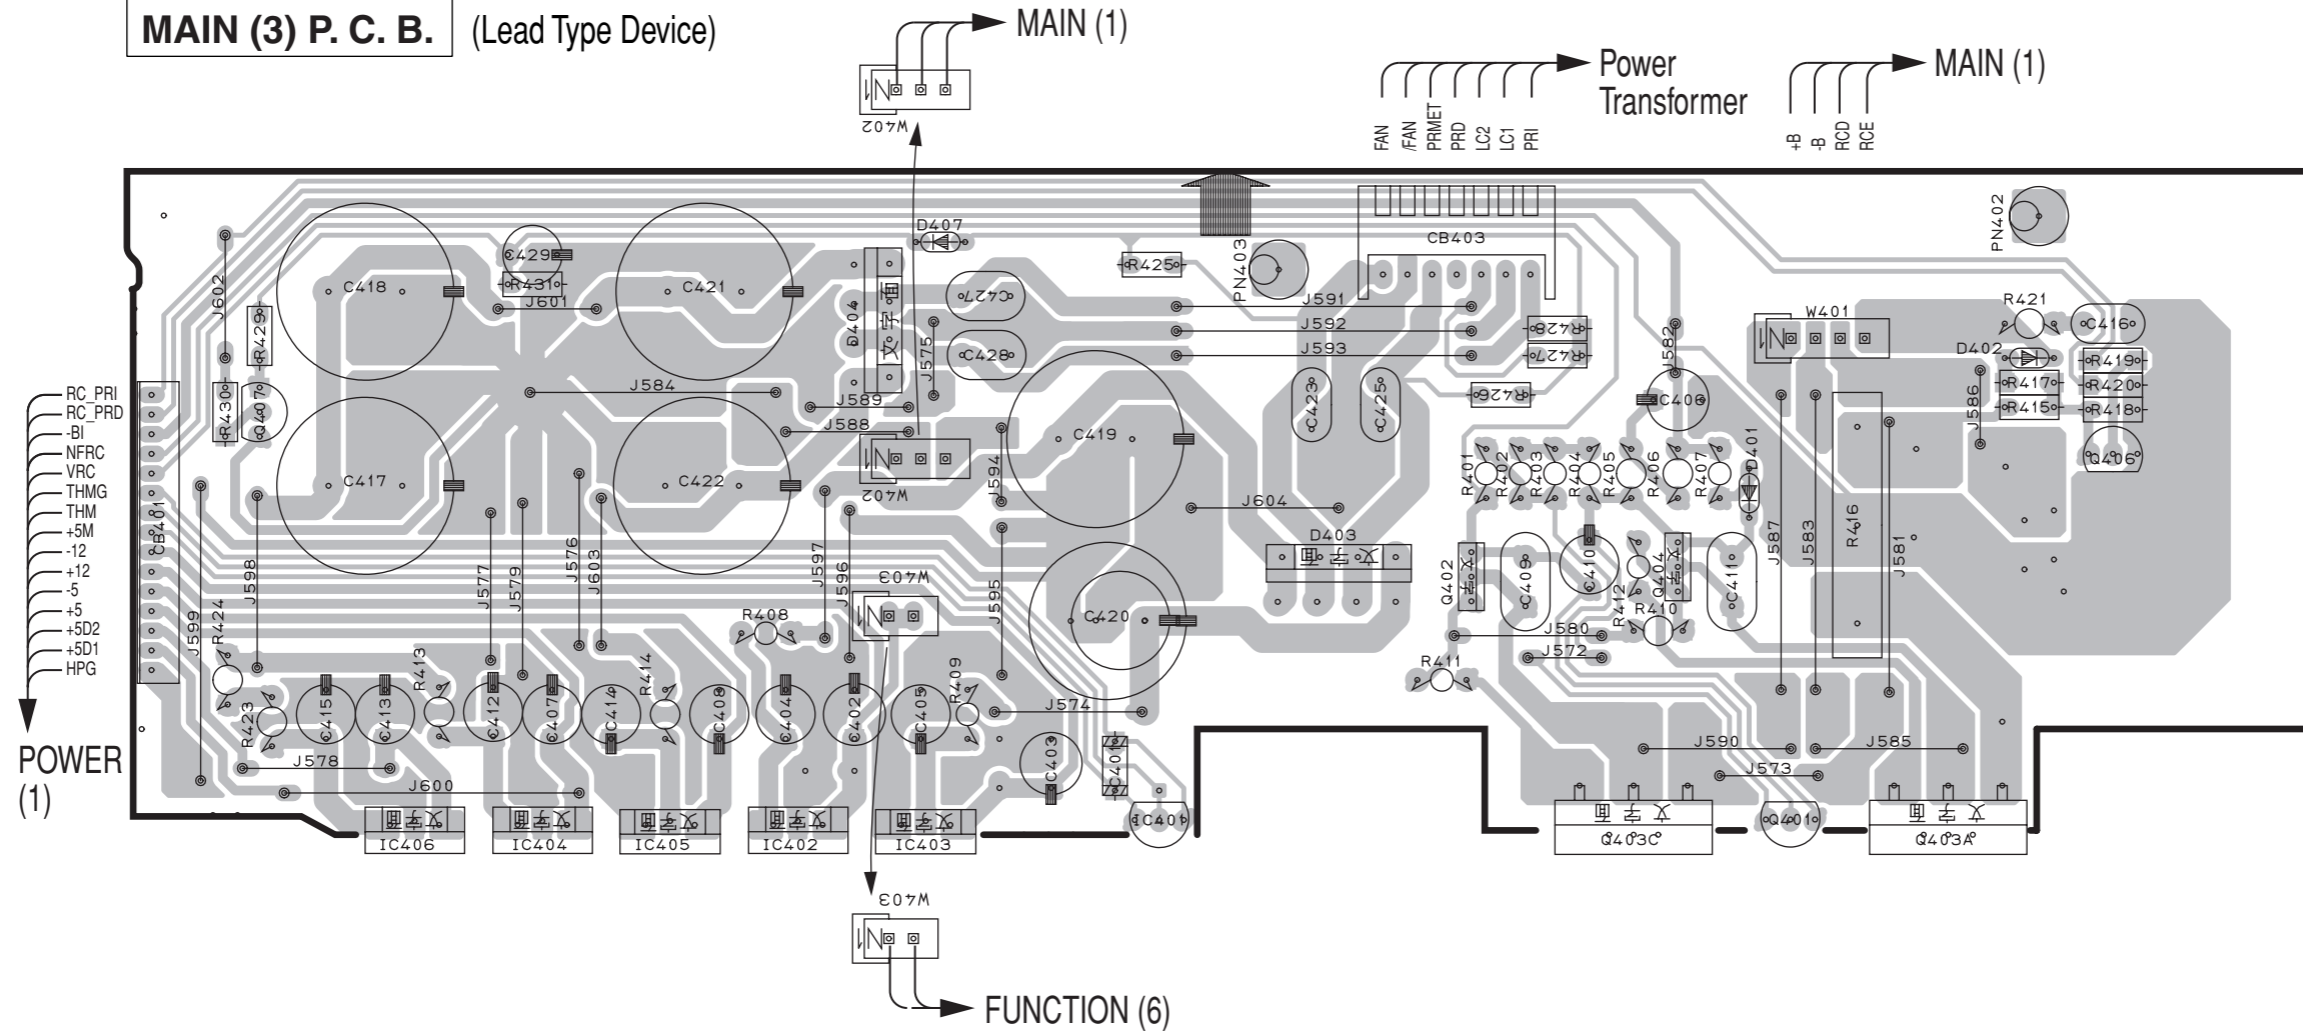 MAIN (3) P. C. B. (Lead Type Device)
MAIN (1)
W402
Power
Transformer
FAN
/FAN
PRMET
PRD
LC2
LC1
PRI
MAIN (1)
+B
-B
RCD
RCE
RC_PRI
RC_PRD
-BI
NFRC
VRC
THMG
THM
+5M
-12
+12
-5
+5
+5D2
+5D1
HPG
POWER
(1)
CB401
J602
R429
R430
Q407
C418
C429
R431
J601
C421
D404
D407
J575
C427
C428
R425
PN403
CB403
J591
J592
J593
R428
R427
R426
J582
C406
W401
PN402
R421
C416
D402
R419
R417
R420
R415
R418
J586
Q406
J584
J589
J588
C417
C422
W402
J594
C419
C423
C425
J604
D403
R401
R402
R403
R404
R405
R406
R407
D401
J587
J583
R416
J581
J599
J598
J577
J579
J576
J603
J597
J596
W403
J595
C420
Q402
C409
C410
R412
Q404
C411
R410
J580
J572
R411
R424
R423
C415
C413
R413
C412
C407
C414
R414
C408
R408
C404
C402
C405
R409
J574
C403
C401
IC401
J578
J600
J590
J585
J573
IC406
IC404
IC405
IC402
IC403
Q403C
Q401
Q403A
W403
FUNCTION (6)